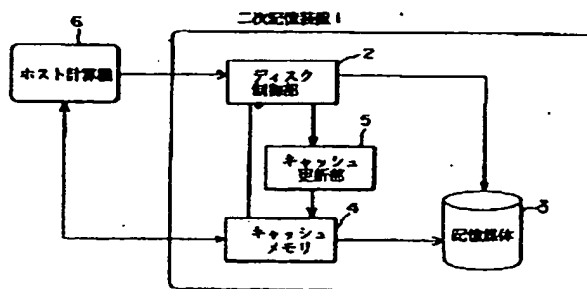 二次記憶装置1
6
ホスト計算機
2
ディスク
制御部
5
キャッシュ
更新部
4
キャッシュ
メモリ
3
記憶媒体